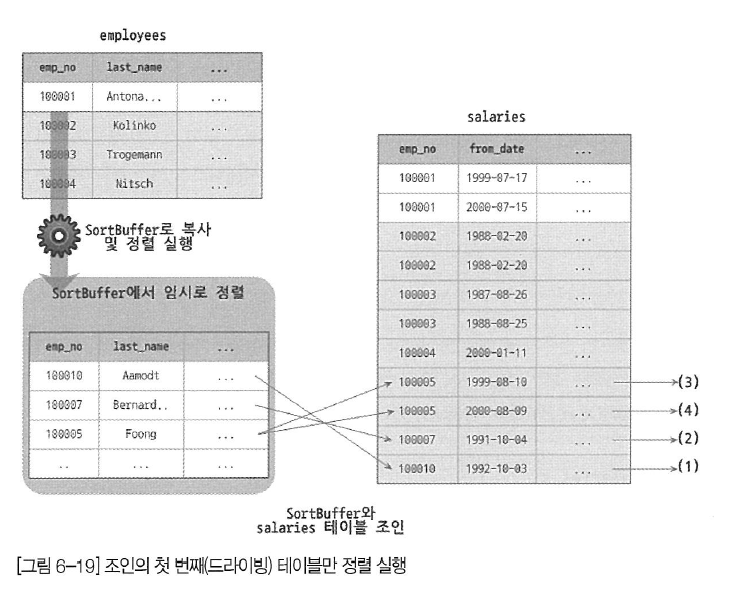 employees
emp_no last_name ...
100001 Antona... ...
100002 Kolinko ...
100003 Trogemann ...
100004 Nitsch ...
SortBuffer로 복사
및 정렬 실행
SortBuffer에서 임시로 정렬
emp_no last_name ...
100010 Aamodt ...
100007 Bernard.. ...
100005 Foong ...
.. ... ...
salaries
emp_no from_date ...
100001 1999-07-17 ...
100001 2000-07-15 ...
100002 1988-02-20 ...
100002 1988-02-20 ...
100003 1987-08-26 ...
100003 1988-08-25 ...
100004 2000-01-11 ...
100005 1999-08-10 ... (3)
100005 2000-08-09 ... (4)
100007 1991-10-04 ... (2)
100010 1992-10-03 ... (1)
SortBuffer와
salaries 테이블 조인
[그림 6-19] 조인의 첫 번째(드라이빙) 테이블만 정렬 실행